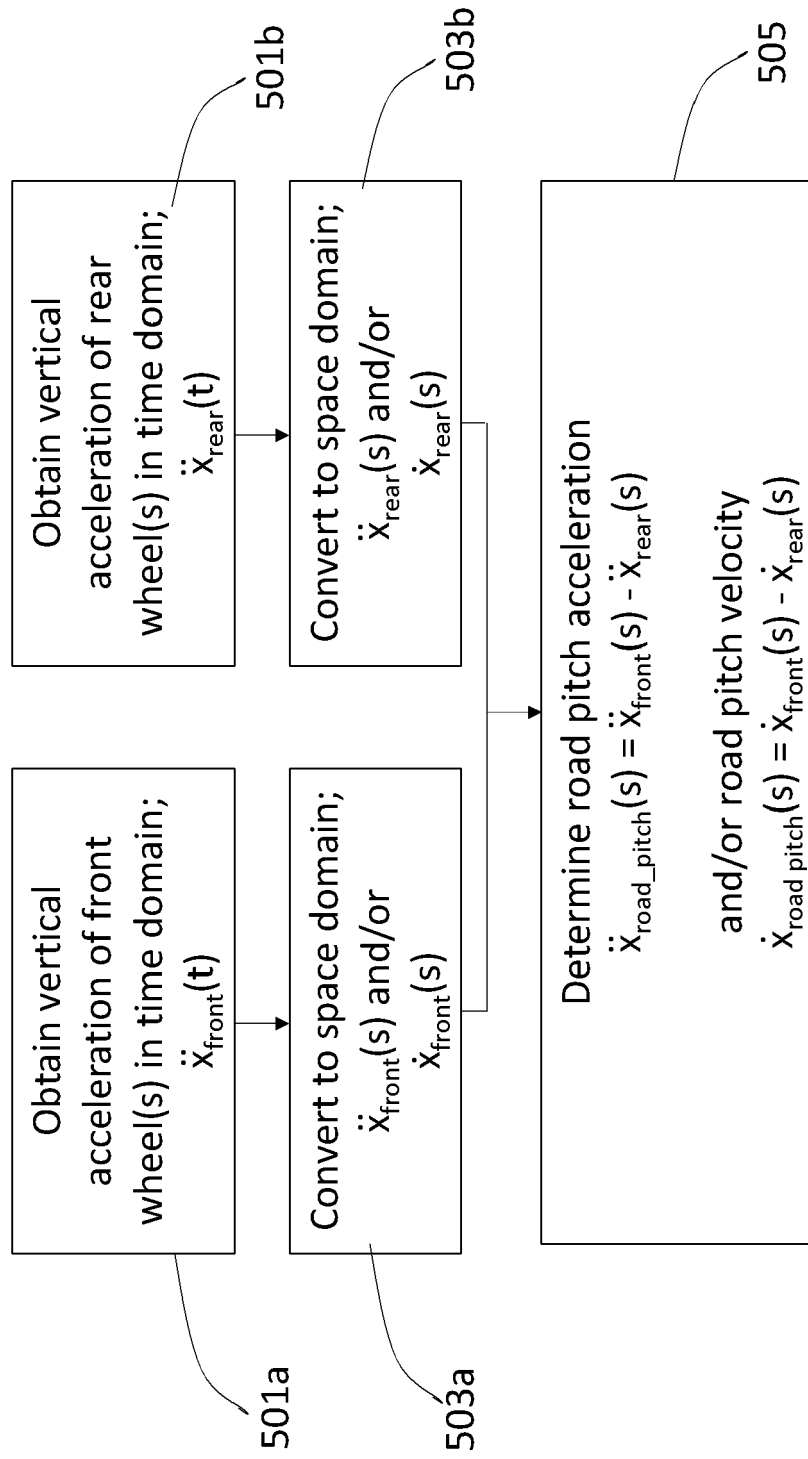 Obtain vertical
acceleration of front
wheel(s) in time domain;
ẍfront(t)
501a
Obtain vertical
acceleration of rear
wheel(s) in time domain;
ẍrear(t)
501b
Convert to space domain;
ẍfront(s) and/or
ẋfront(s)
503a
Convert to space domain;
ẍrear(s) and/or
ẋrear(s)
503b
Determine road pitch acceleration
ẍroad_pitch(s) = ẍfront(s) - ẍrear(s)
and/or road pitch velocity
ẋroad pitch(s) = ẋfront(s) - ẋrear(s)
505